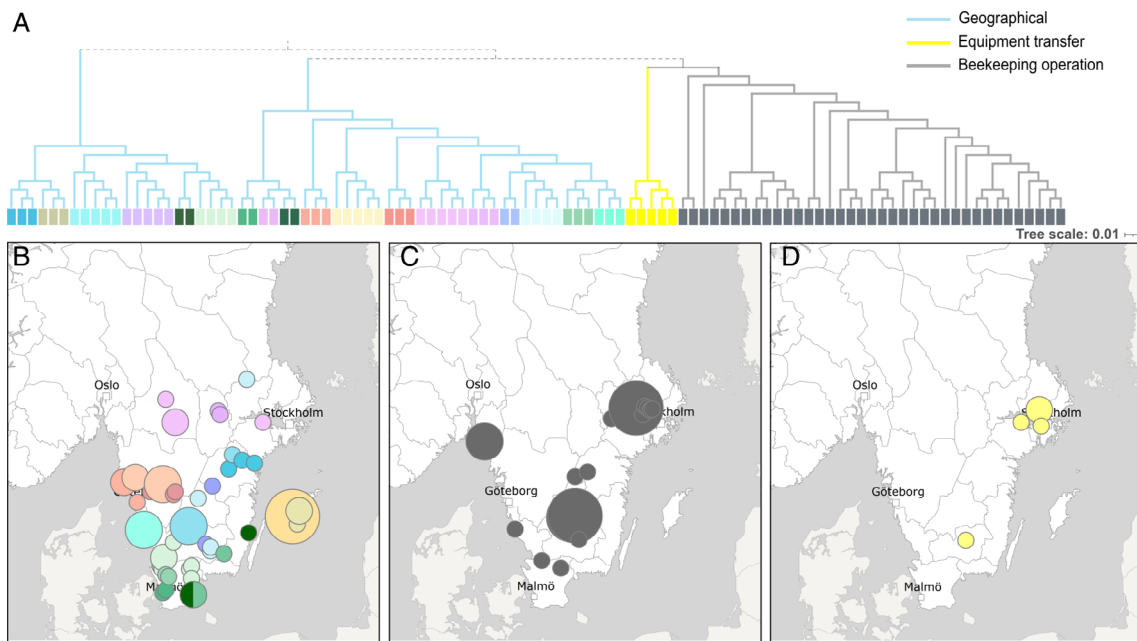 A
Geographical
Equipment transfer
Beekeeping operation
Tree scale: 0.01
B
Oslo
Stockholm
Malmö
C
Oslo
Göteborg
Malmö
D
Oslo
Göteborg
Malmö